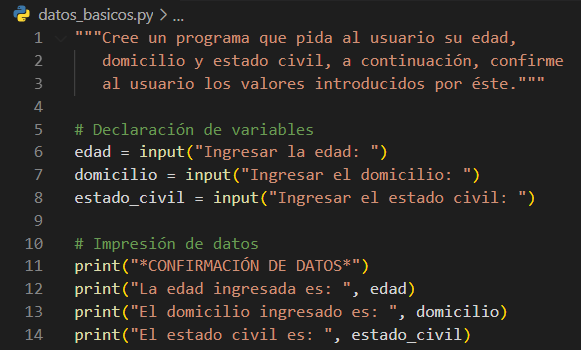 datos_basicos.py > ...
1 """Cree un programa que pida al usuario su edad,
2 domicilio y estado civil, a continuación, confirme
3 al usuario los valores introducidos por éste."""
4
5 # Declaración de variables
6 edad = input("Ingresar la edad: ")
7 domicilio = input("Ingresar el domicilio: ")
8 estado_civil = input("Ingresar el estado civil: ")
9
10 # Impresión de datos
11 print("*CONFIRMACIÓN DE DATOS*")
12 print("La edad ingresada es: ", edad)
13 print("El domicilio ingresado es: ", domicilio)
14 print("El estado civil es: ", estado_civil)